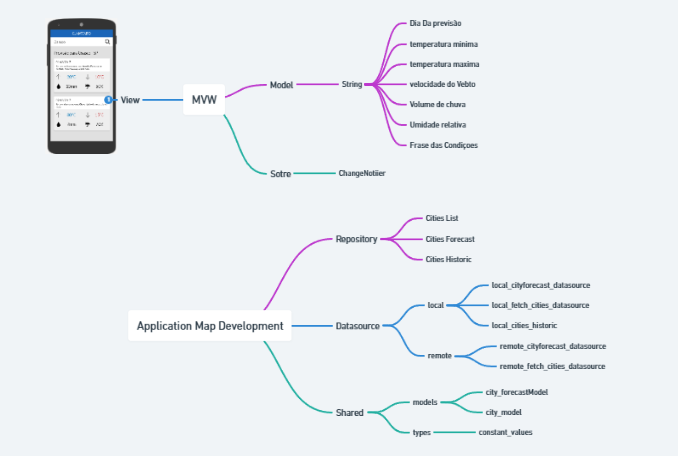 View
MVW
Model
String
Dia Da previsão
temperatura minima
temperatura maxima
velocidade do Vebto
Volume de chuva
Umidade relativa
Frase das Condiçoes
Sotre
ChangeNotiier
Application Map Development
Repository
Cities List
Cities Forecast
Cities Historic
Datasource
local
local_cityforecast_datasource
local_fetch_cities_datasource
local_cities_historic
remote
remote_cityforecast_datasource
remote_fetch_cities_datasource
Shared
models
city_forecastModel
city_model
types
constant_values